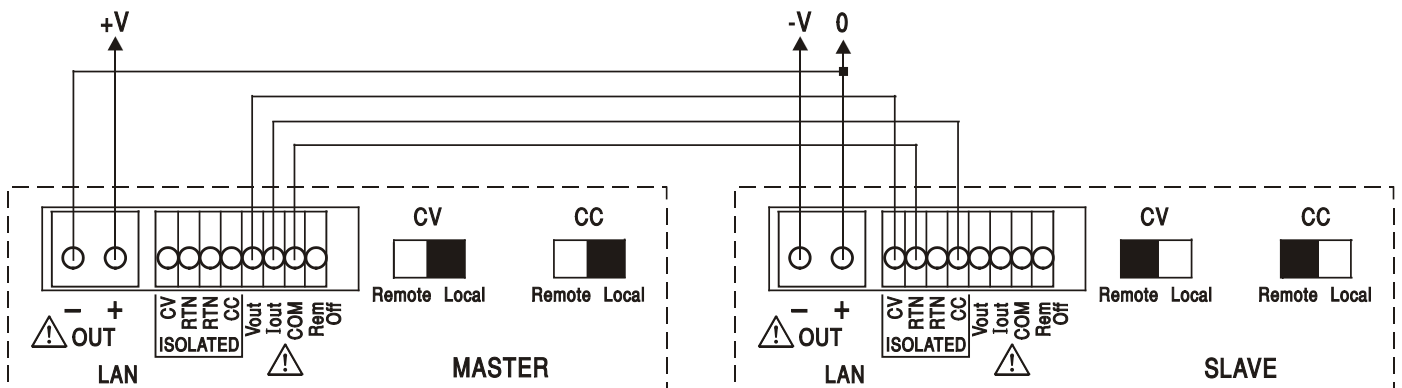 +V
-V 0
CV CC
Remote Local Remote Local
- +
CV RTN RTN CC Vout Iout COM Rem Off
OUT
ISOLATED
LAN
MASTER
CV CC
Remote Local Remote Local
- +
CV RTN RTN CC Vout Iout COM Rem Off
OUT
ISOLATED
LAN
SLAVE